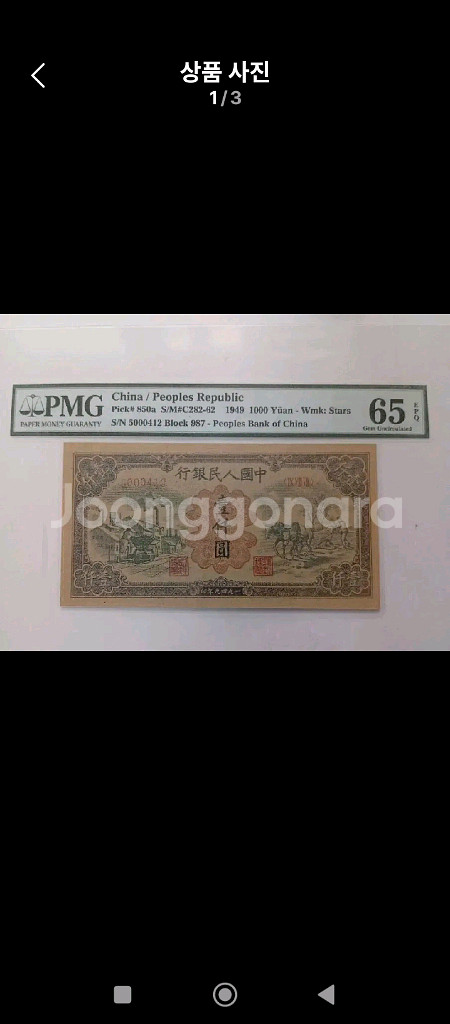 상품 사진
1/3
PMG
PAPER MONEY GUARANTY
China / Peoples Republic
Pick# 850a S/M#C282-62 1949 1000 Yüan - Wmk: Stars
S/N 5000412 Block 987 - Peoples Bank of China
65
EPQ
Gem Uncirculated
行銀民人國中
Joonggonara
壹仟圓